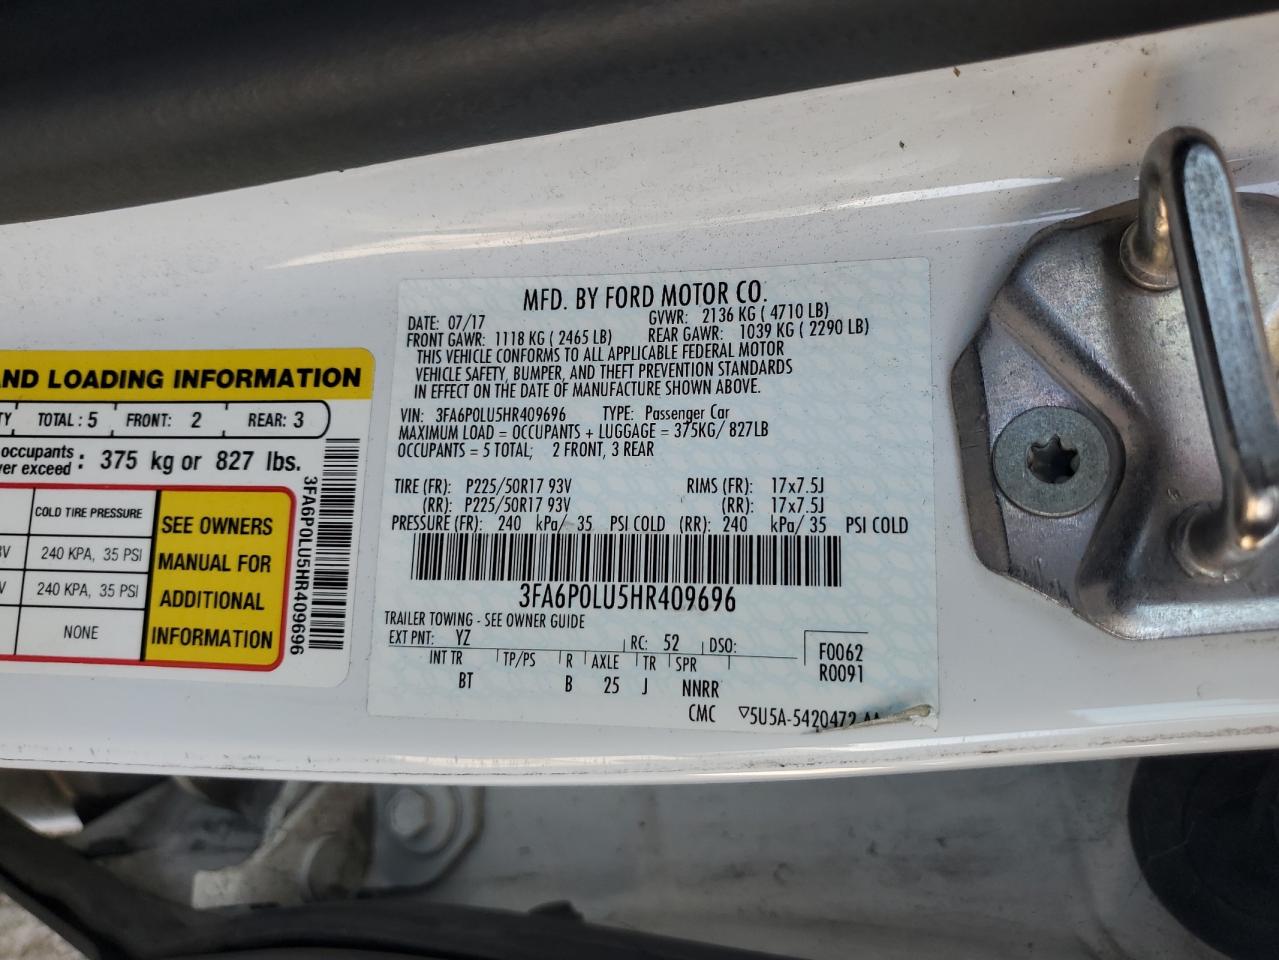 AND LOADING INFORMATION
TY TOTAL : 5 FRONT: 2 REAR: 3
occupants
ver exceed : 375 kg or 827 lbs.
COLD TIRE PRESSURE
3V 240 KPA, 35 PSI
V 240 KPA, 35 PSI
NONE
SEE OWNERS
MANUAL FOR
ADDITIONAL
INFORMATION
3FA6P0LU5HR409696
MFD. BY FORD MOTOR CO.
DATE: 07/17 GVWR: 2136 KG ( 4710 LB)
FRONT GAWR: 1118 KG ( 2465 LB) REAR GAWR: 1039 KG ( 2290 LB)
THIS VEHICLE CONFORMS TO ALL APPLICABLE FEDERAL MOTOR
VEHICLE SAFETY, BUMPER, AND THEFT PREVENTION STANDARDS
IN EFFECT ON THE DATE OF MANUFACTURE SHOWN ABOVE.
VIN: 3FA6P0LU5HR409696 TYPE: Passenger Car
MAXIMUM LOAD = OCCUPANTS + LUGGAGE = 375KG/ 827LB
OCCUPANTS = 5 TOTAL; 2 FRONT, 3 REAR
TIRE (FR): P225/50R17 93V RIMS (FR): 17x7.5J
(RR): P225/50R17 93V (RR): 17x7.5J
PRESSURE (FR): 240 kPa/ 35 PSI COLD (RR): 240 kPa/ 35 PSI COLD
3FA6P0LU5HR409696
TRAILER TOWING - SEE OWNER GUIDE
EXT PNT: YZ RC: 52 DSO: F0062
INT TR TP/PS R AXLE TR SPR R0091
BT B 25 J NNRR
CMC ▽5U5A-5420472-AA